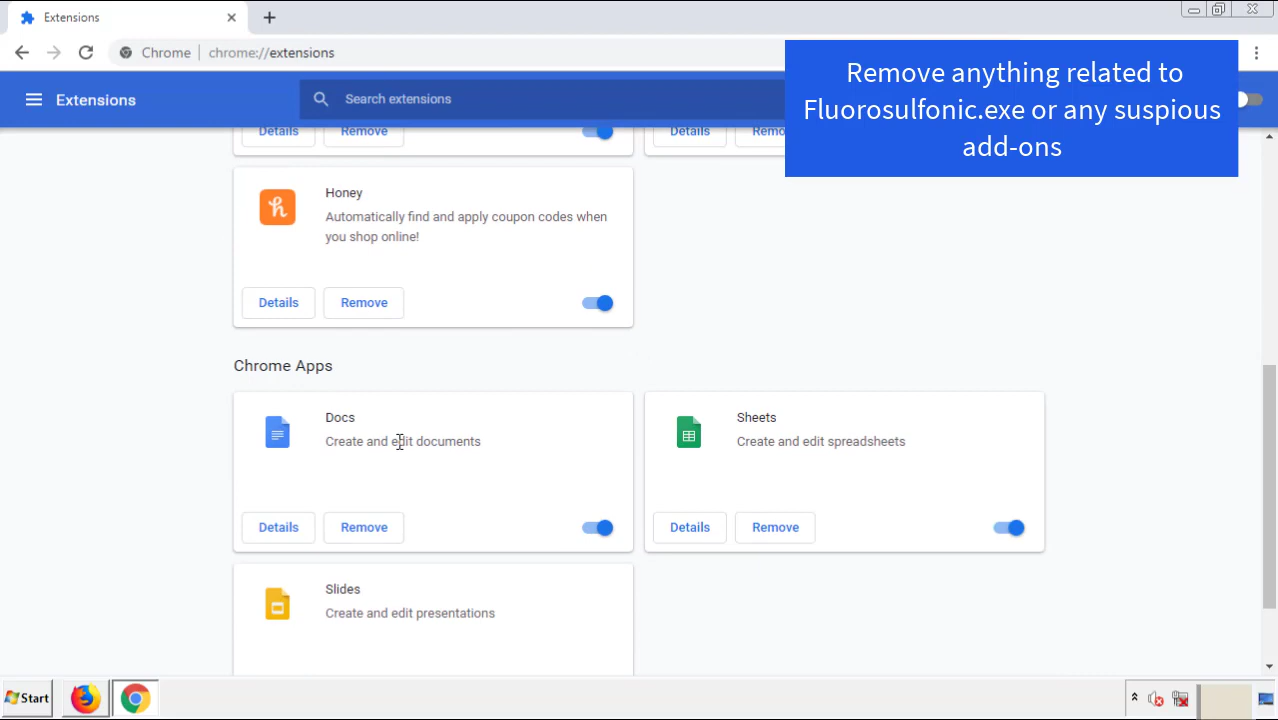 Extensions
Chrome
chrome://extensions
Remove anything related to
Fluorosulfonic.exe or any suspious
add-ons
Extensions
Search extensions
Details
Remove
Details
Honey
Automatically find and apply coupon codes when
you shop online!
Details
Remove
Chrome Apps
Docs
Create and edit documents
Details
Remove
Sheets
Create and edit spreadsheets
Details
Remove
Slides
Create and edit presentations
Start